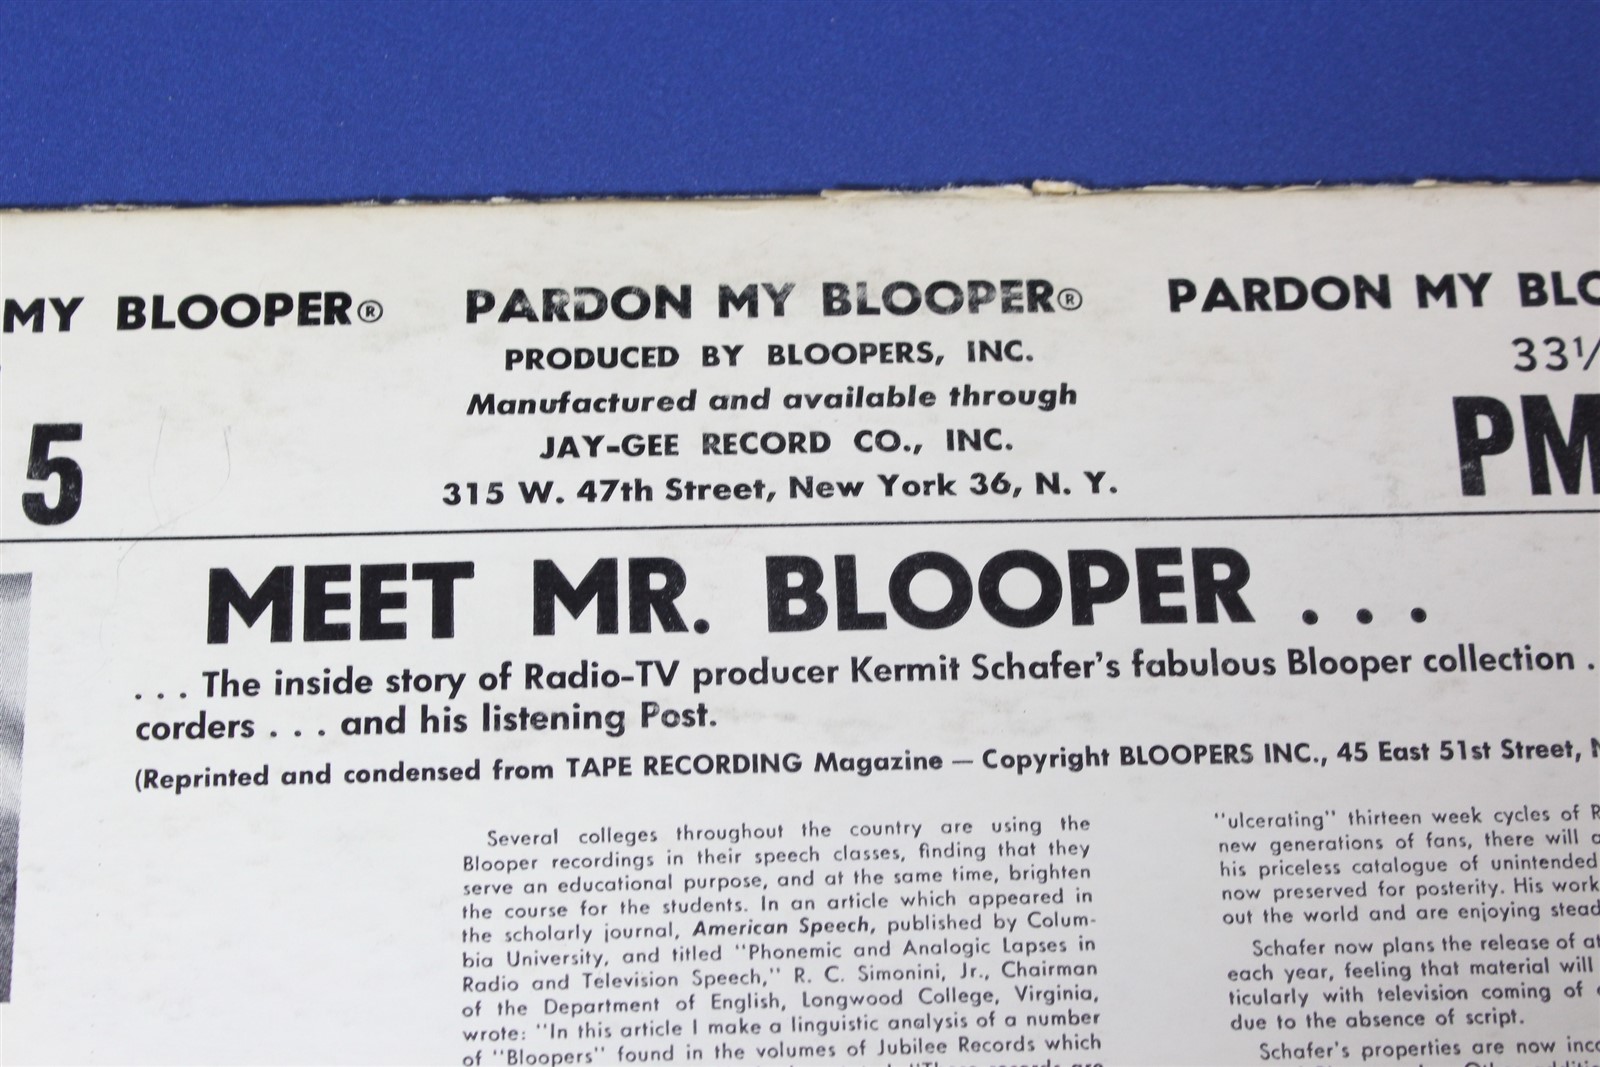 MY BLOOPER® PARDON MY BLOOPER® PARDON MY
PRODUCED BY BLOOPERS, INC. 33⅓
Manufactured and available through
5 JAY-GEE RECORD CO., INC. PM
315 W. 47th Street, New York 36, N. Y.
MEET MR. BLOOPER . . .
. . . The inside story of Radio-TV producer Kermit Schafer's fabulous Blooper collection .
corders . . . and his listening Post.
(Reprinted and condensed from TAPE RECORDING Magazine — Copyright BLOOPERS INC., 45 East 51st Street,
Several colleges throughout the country are using the
Blooper recordings in their speech classes, finding that they
serve an educational purpose, and at the same time, brighten
the course for the students. In an article which appeared in
the scholarly journal, American Speech, published by Colum-
bia University, and titled "Phonemic and Analogic Lapses in
Radio and Television Speech," R. C. Simonini, Jr., Chairman
of the Department of English, Longwood College, Virginia,
wrote: "In this article I make a linguistic analysis of a number
of "Bloopers" found in the volumes of Jubilee Records which
"ulcerating" thirteen week cycles of
new generations of fans, there will
his priceless catalogue of unintended
now preserved for posterity. His work
out the world and are enjoying
Schafer now plans the release of
each year, feeling that material will
ticularly with television coming of
due to the absence of script.
Schafer's properties are now